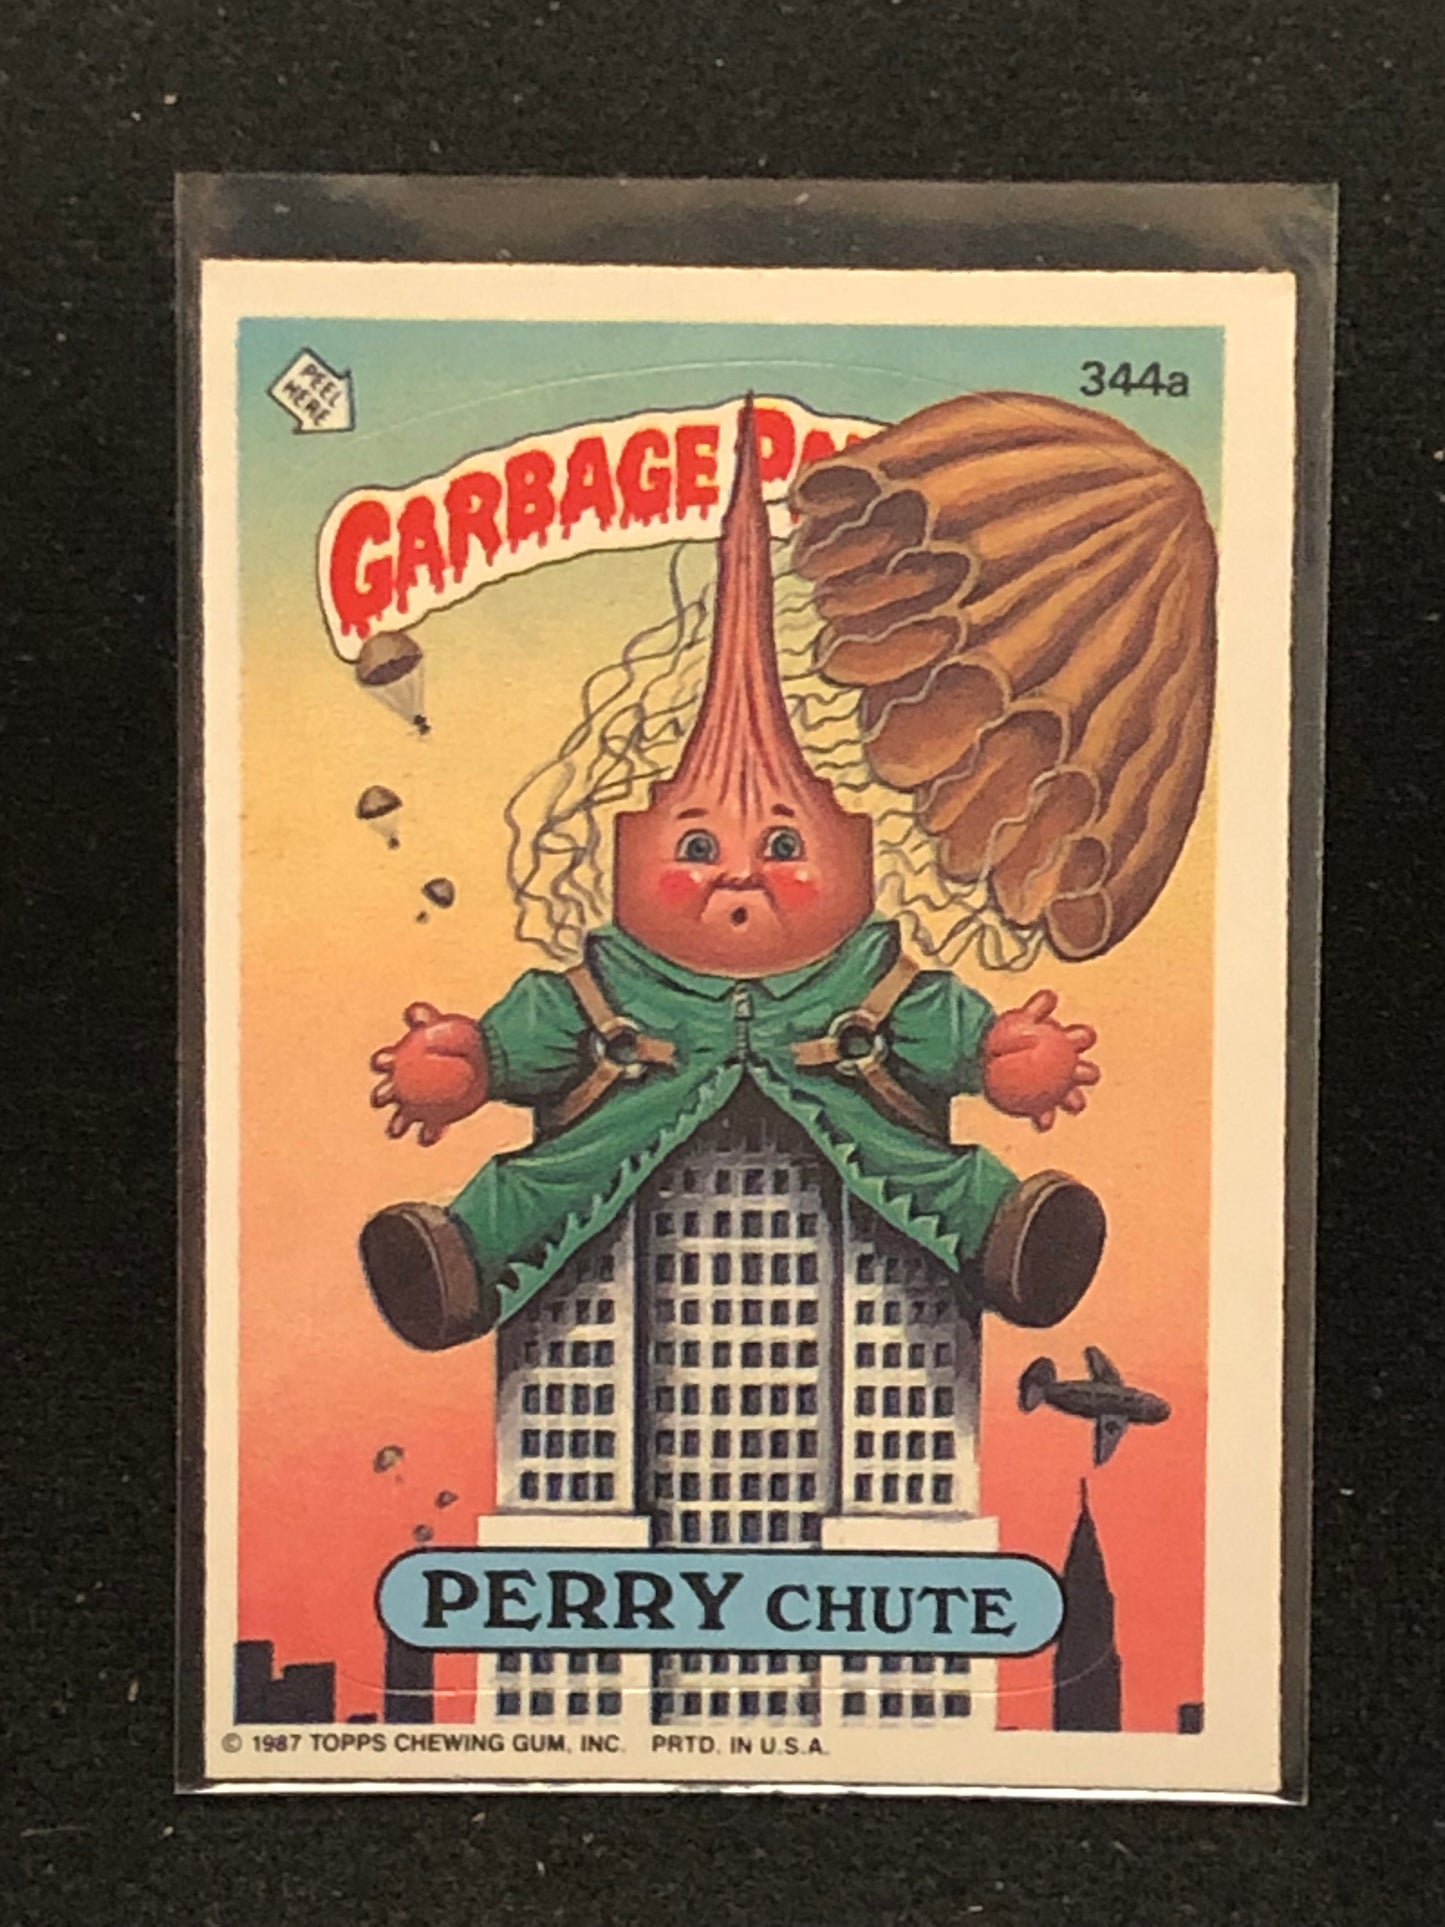 PEEL
HERE
344a
GARBAGE PA
PERRY CHUTE
© 1987 TOPPS CHEWING GUM, INC. PRTD. IN U.S.A.